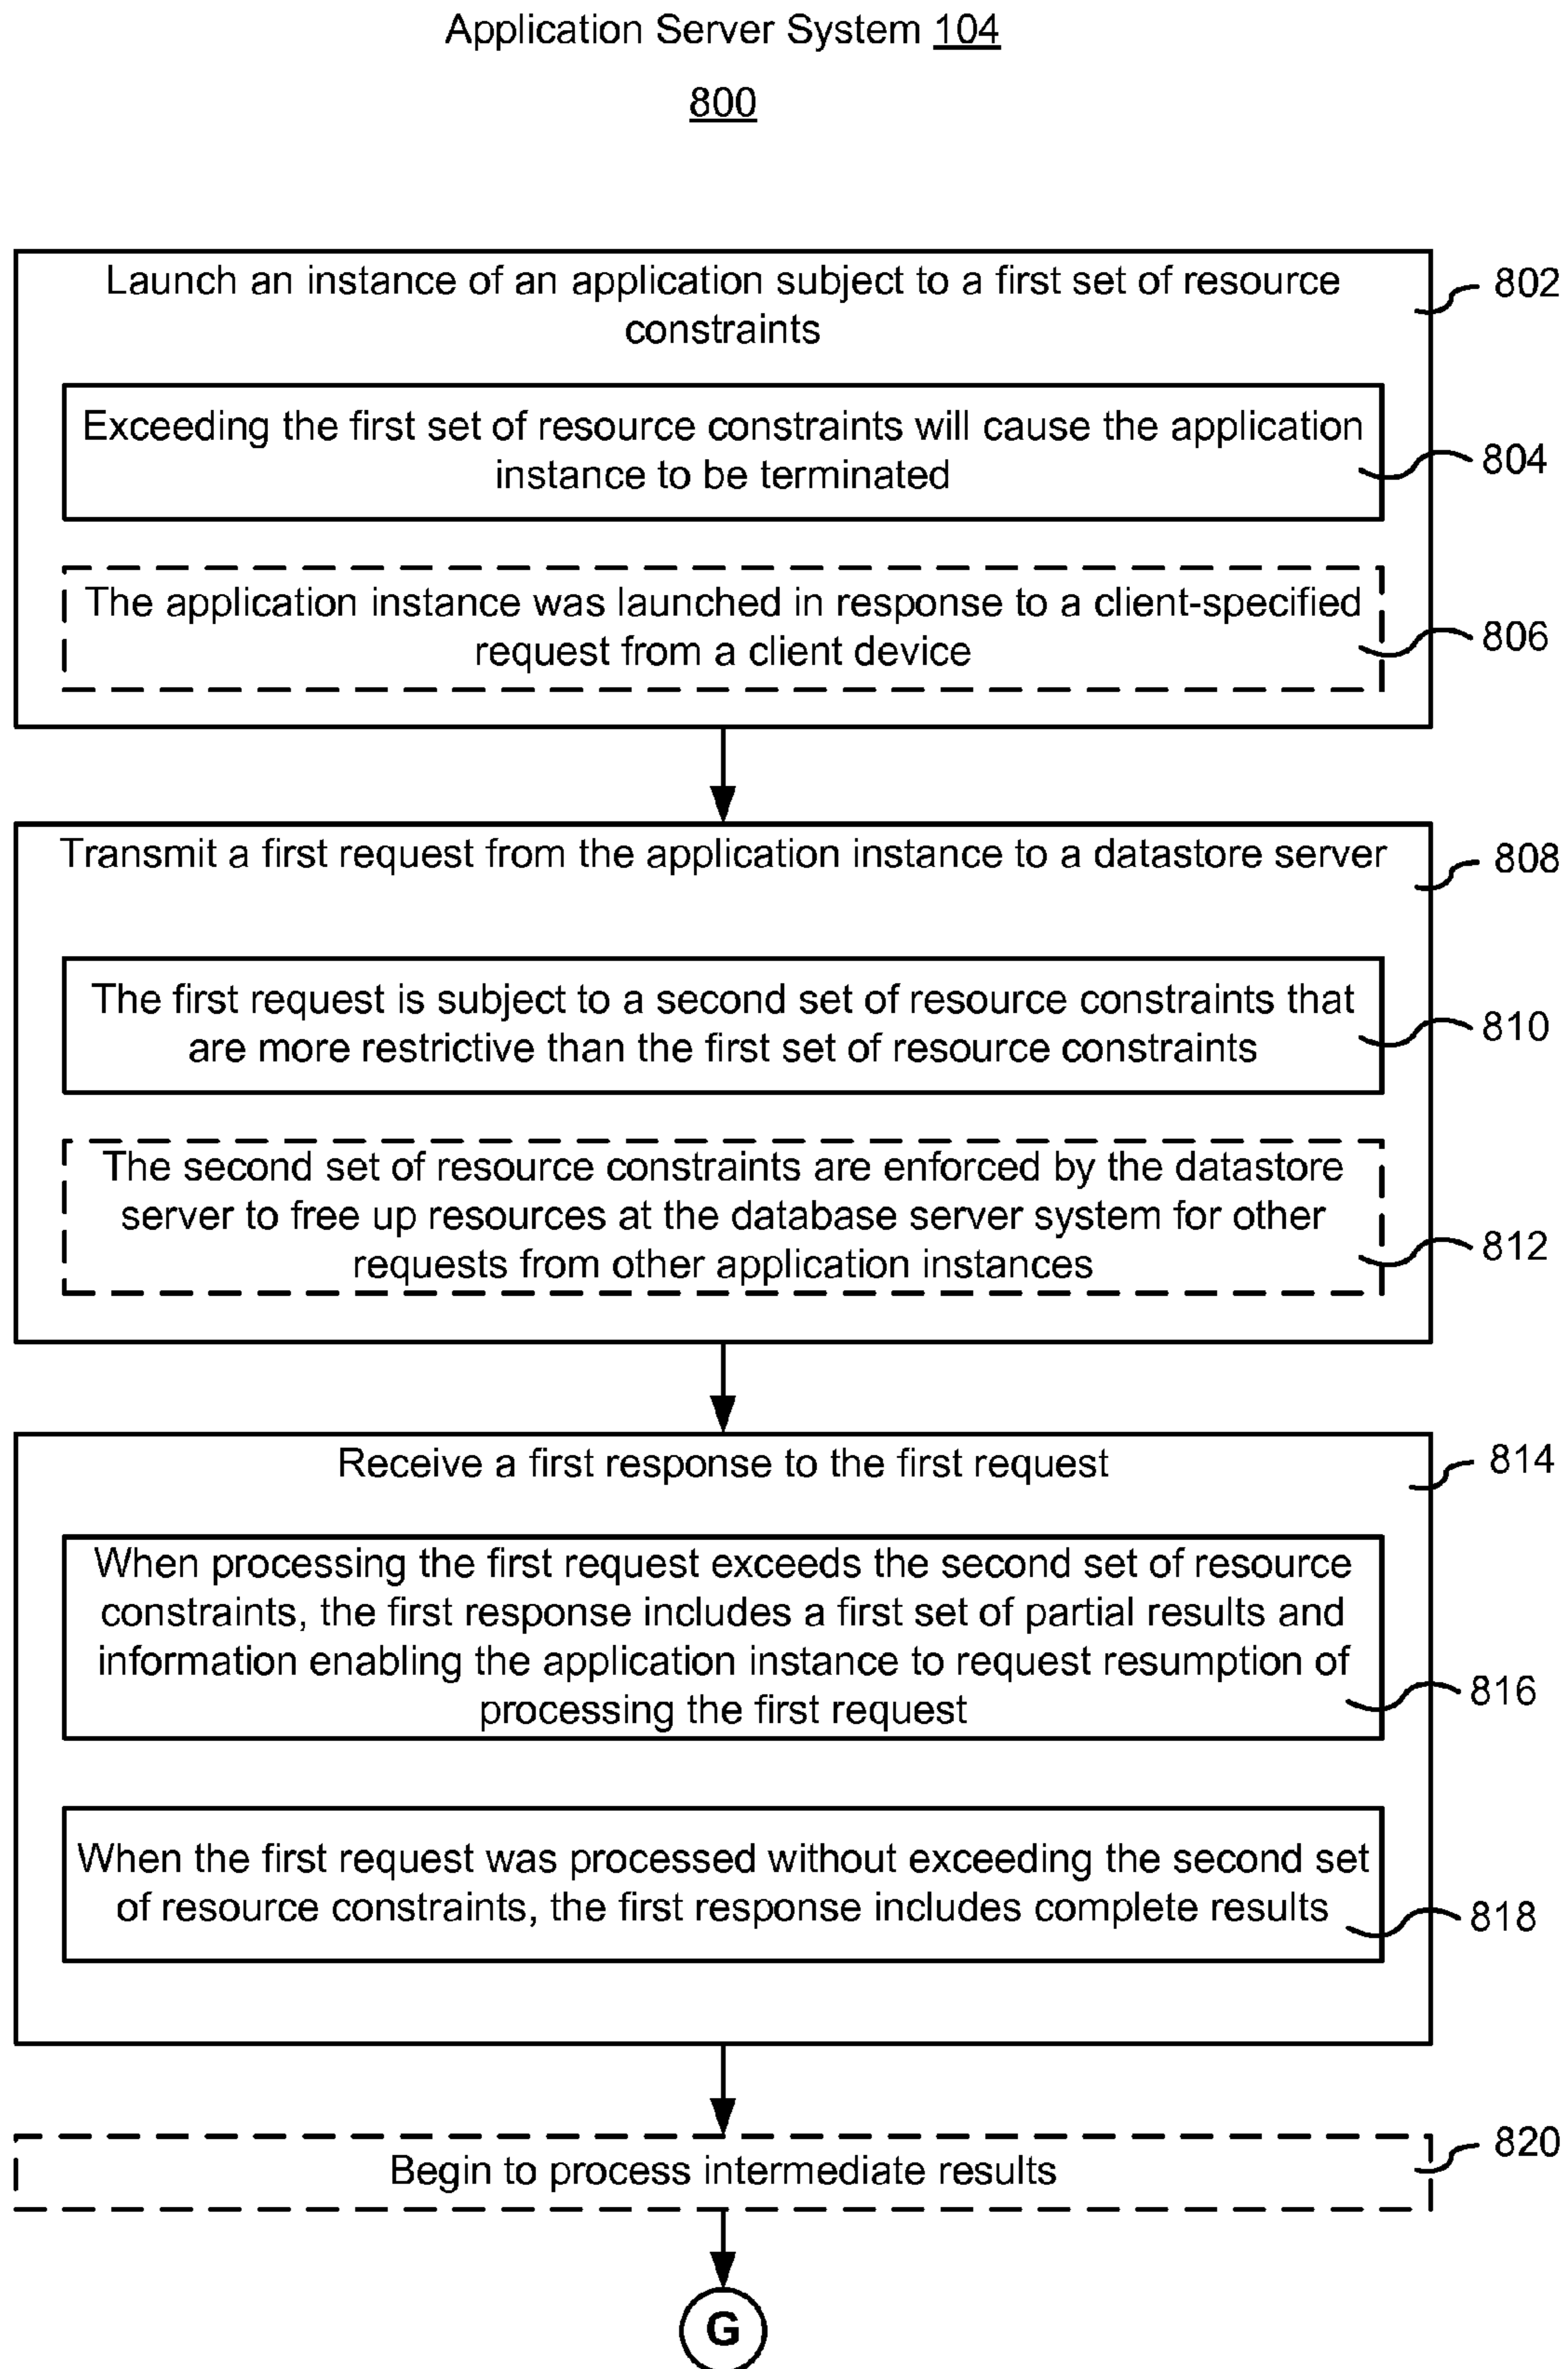 Application Server System 104
800
Launch an instance of an application subject to a first set of resource
constraints
802
Exceeding the first set of resource constraints will cause the application
instance to be terminated
804
The application instance was launched in response to a client-specified
request from a client device
806
Transmit a first request from the application instance to a datastore server
808
The first request is subject to a second set of resource constraints that
are more restrictive than the first set of resource constraints
810
The second set of resource constraints are enforced by the datastore
server to free up resources at the database server system for other
requests from other application instances
812
Receive a first response to the first request
814
When processing the first request exceeds the second set of resource
constraints, the first response includes a first set of partial results and
information enabling the application instance to request resumption of
processing the first request
816
When the first request was processed without exceeding the second set
of resource constraints, the first response includes complete results
818
Begin to process intermediate results
820
G